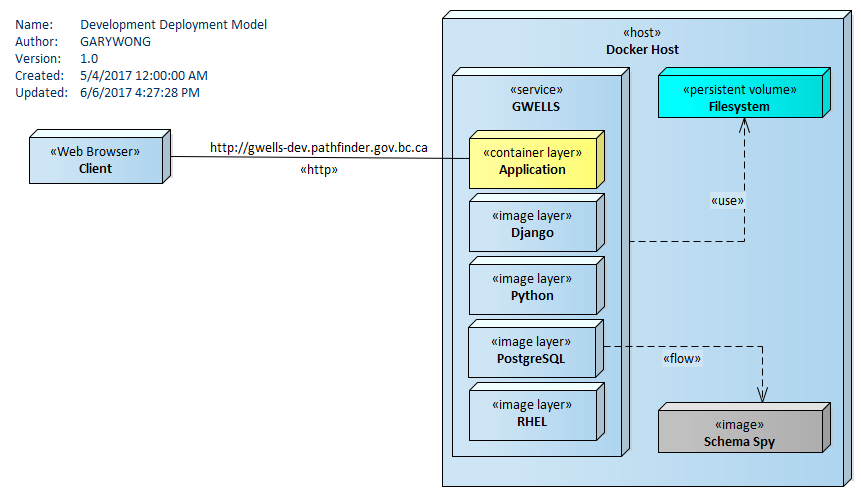 Name: Development Deployment Model
Author: GARYWONG
Version: 1.0
Created: 5/4/2017 12:00:00 AM
Updated: 6/6/2017 4:27:28 PM
«host»
Docker Host
«service»
GWELLS
«persistent volume»
Filesystem
«Web Browser»
Client
http://gwells-dev.pathfinder.gov.bc.ca
«http»
«container layer»
Application
«use»
«image layer»
Django
«image layer»
Python
«image layer»
PostgreSQL
«flow»
«image layer»
RHEL
«image»
Schema Spy